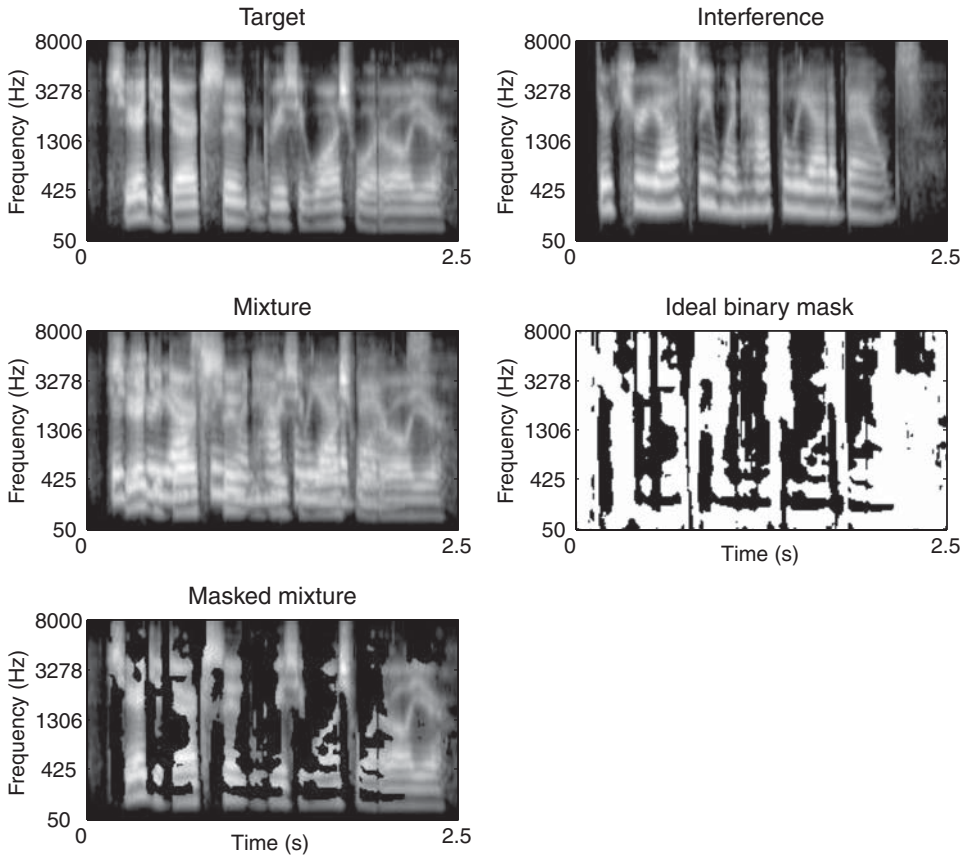 Target
Frequency (Hz)
8000
3278
1306
425
50
0
2.5
Interference
Frequency (Hz)
8000
3278
1306
425
50
0
2.5
Mixture
Frequency (Hz)
8000
3278
1306
425
50
0
2.5
Ideal binary mask
Frequency (Hz)
8000
3278
1306
425
50
0
2.5
Time (s)
Masked mixture
Frequency (Hz)
8000
3278
1306
425
50
0
2.5
Time (s)